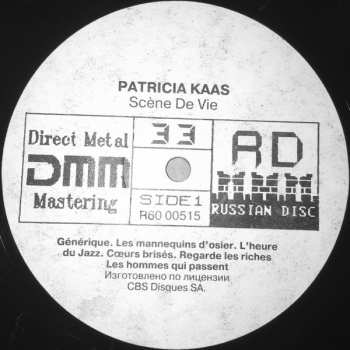 PATRICIA KAAS
Scène De Vie
Direct Metal
DMM
Mastering
33
SIDE 1
R60 00515
RD
RUSSIAN DISC
Générique. Les mannequins d'osier. L'heure
du Jazz. Cœurs brisés. Regarde les riches
Les hommes qui passent
Изготовлено по лицензии
CBS Disques SA.